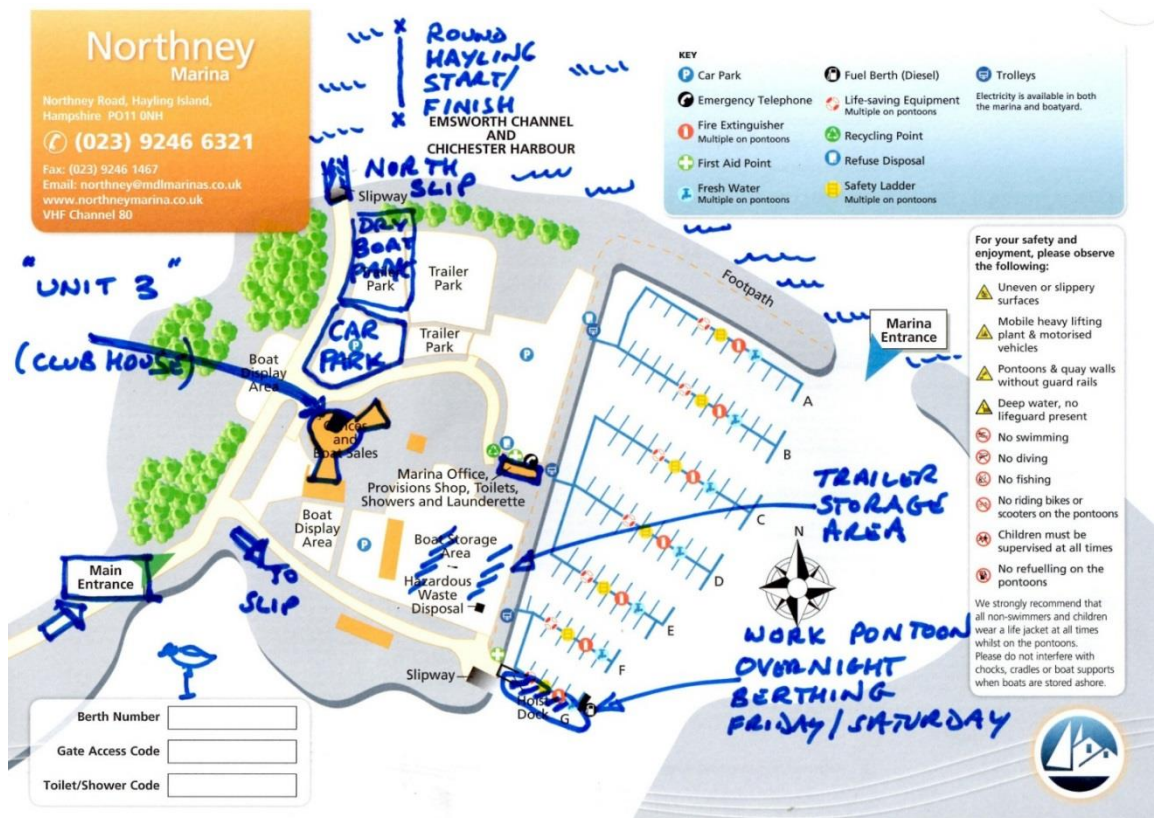 Northney
Marina
Northney Road, Hayling Island,
Hampshire PO11 0NH
(023) 9246 6321
Fax: (023) 9246 1467
Email: northney@mdlmarinas.co.uk
www.northneymarina.co.uk
VHF Channel 80
ROUND
HAYLING
START/
FINISH
EMSWORTH CHANNEL
AND
CHICHESTER HARBOUR
KEY
Car Park
Emergency Telephone
Fire Extinguisher
Multiple on pontoons
First Aid Point
Fresh Water
Multiple on pontoons
Fuel Berth (Diesel)
Life-saving Equipment
Multiple on pontoons
Recycling Point
Refuse Disposal
Safety Ladder
Multiple on pontoons
Trolleys
Electricity is available in both
the marina and boatyard.
NORTH
SLIP
Slipway
DRY
BOAT
PARK
Trailer
Park
Trailer
Park
CAR
PARK
Trailer
Park
"UNIT 3"
(CLUB HOUSE)
Boat
Display
Area
and
Boat Sales
Footpath
Marina
Entrance
A
B
C
D
E
F
G
Marina Office,
Provisions Shop, Toilets,
Showers and Launderette
Boat
Display
Area
Boat Storage
Area
Hazardous
Waste
Disposal
TRAILER
STORAGE
AREA
N
Main
Entrance
TO
SLIP
Slipway
Hoist
Dock
WORK PONTOON
OVERNIGHT
BERTHING
FRIDAY/SATURDAY
For your safety and
enjoyment, please observe
the following:
Uneven or slippery
surfaces
Mobile heavy lifting
plant & motorised
vehicles
Pontoons & quay walls
without guard rails
Deep water, no
lifeguard present
No swimming
No diving
No fishing
No riding bikes or
scooters on the pontoons
Children must be
supervised at all times
No refuelling on the
pontoons
We strongly recommend that
all non-swimmers and children
wear a life jacket at all times
whilst on the pontoons.
Please do not interfere with
chocks, cradles or boat supports
when boats are stored ashore.
Berth Number
Gate Access Code
Toilet/Shower Code